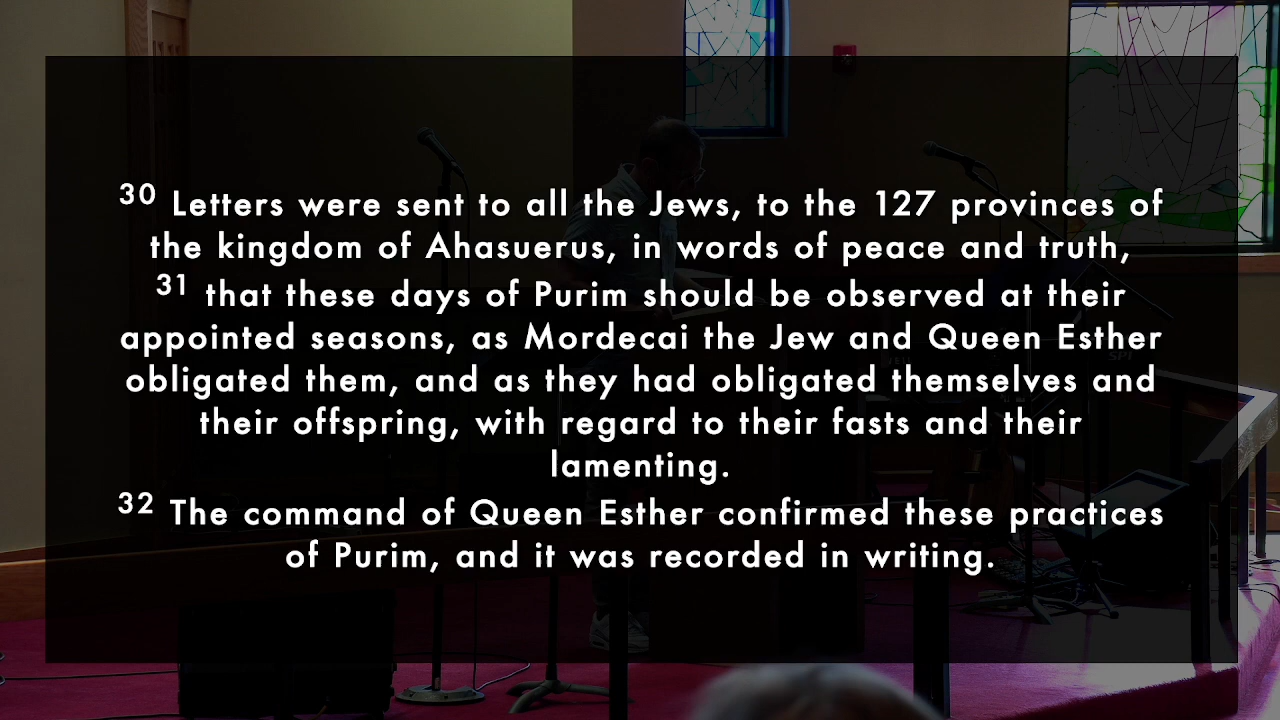 30 Letters were sent to all the Jews, to the 127 provinces of
the kingdom of Ahasuerus, in words of peace and truth,
31 that these days of Purim should be observed at their
appointed seasons, as Mordecai the Jew and Queen Esther
obligated them, and as they had obligated themselves and
their offspring, with regard to their fasts and their
lamenting.
32 The command of Queen Esther confirmed these practices
of Purim, and it was recorded in writing.